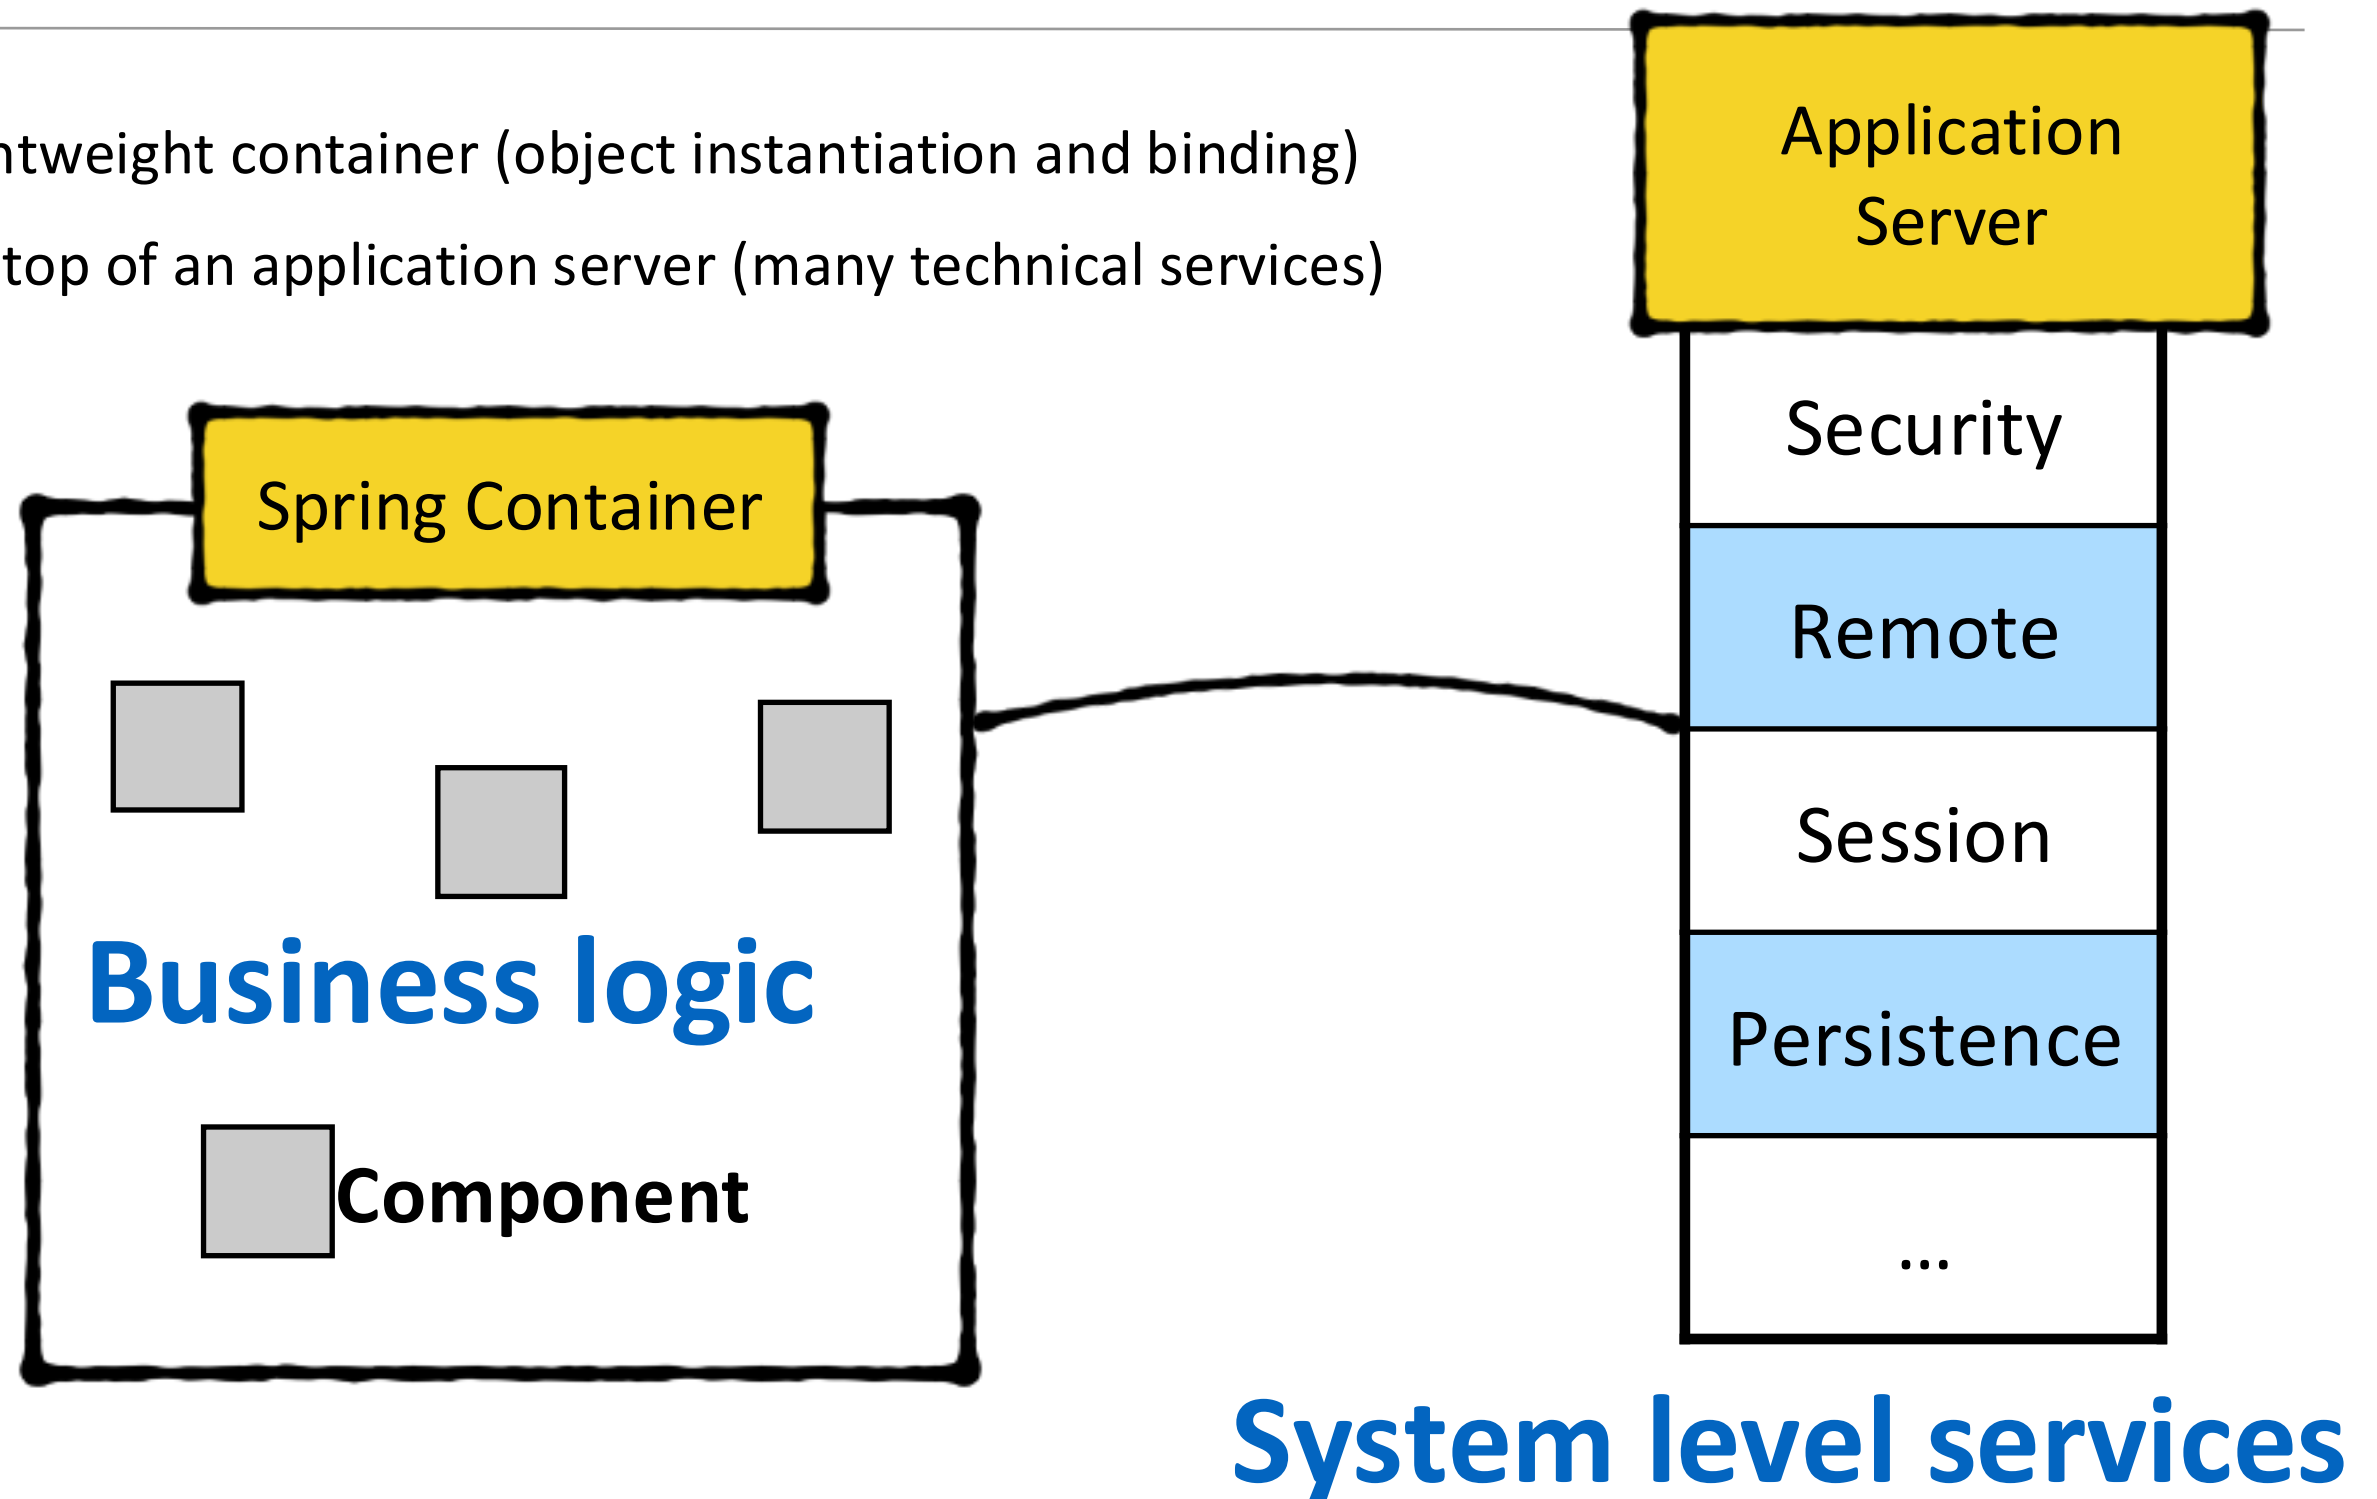 container (object instantiation and binding)
top of an application server (many technical services)
Application
Server
Security
Remote
Session
Persistence
...
Spring Container
Business logic
Component
System level services